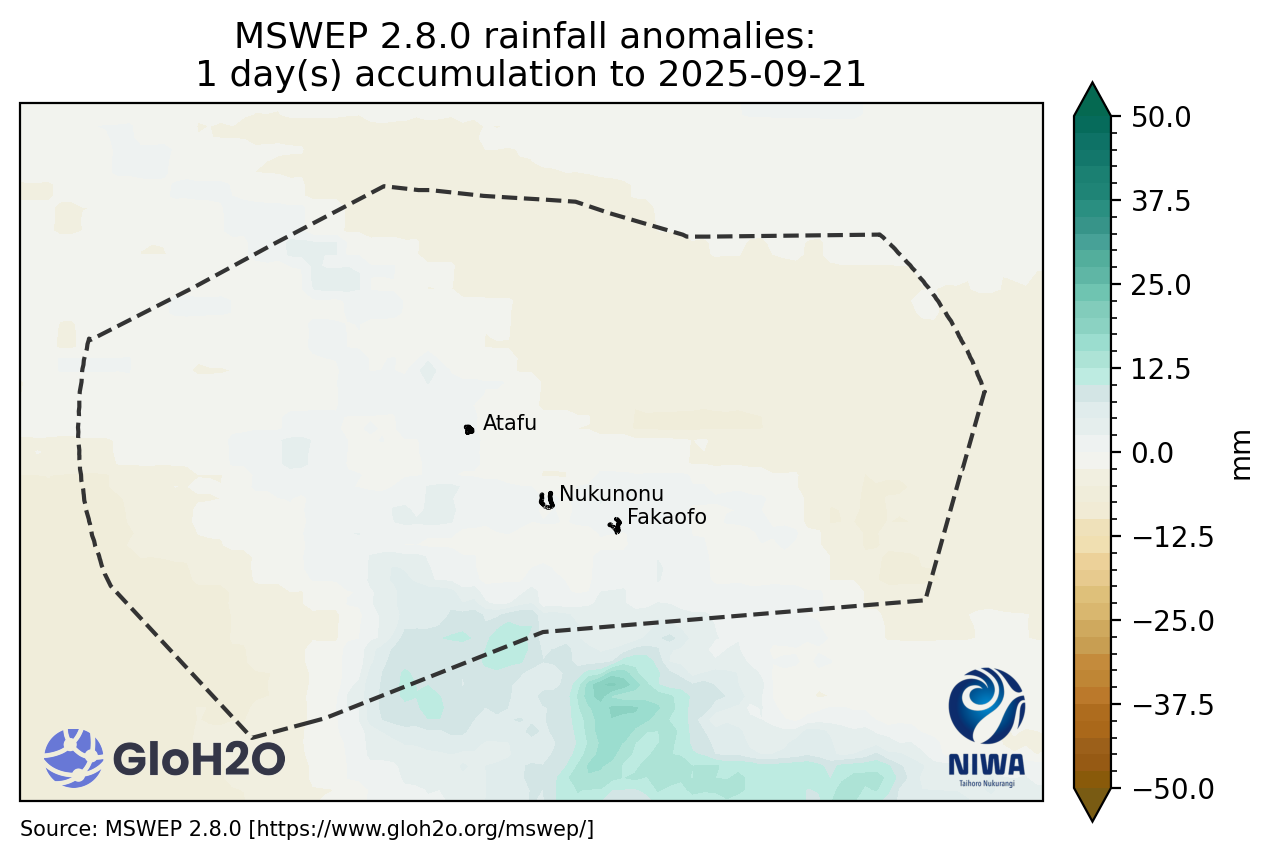 MSWEP 2.8.0 rainfall anomalies:
1 day(s) accumulation to 2025-09-21
50.0
37.5
25.0
12.5
0.0
−12.5
−25.0
−37.5
−50.0
mm
Atafu
Nukunonu
Fakaofo
GloH2O
NIWA
Taihoro Nukurangi
Source: MSWEP 2.8.0 [https://www.gloh2o.org/mswep/]